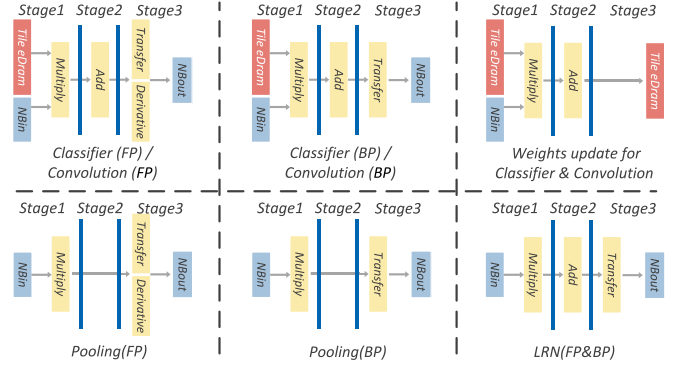 Stage1 Stage2 Stage3
Tile eDram
NBin
Multiply
Add
Transfer
Derivative
NBout
Classifier (FP) /
Convolution (FP)
Stage1 Stage2 Stage3
Tile eDram
NBin
Multiply
Add
Transfer
NBout
Classifier (BP) /
Convolution (BP)
Stage1 Stage2 Stage3
Tile eDram
NBin
Multiply
Add
Tile eDram
Weights update for
Classifier & Convolution
Stage1 Stage2 Stage3
NBin
Multiply
Transfer
Derivative
NBout
Pooling(FP)
Stage1 Stage2 Stage3
NBin
Multiply
Transfer
NBout
Pooling(BP)
Stage1 Stage2 Stage3
NBin
Multiply
Add
Transfer
NBout
LRN(FP&BP)